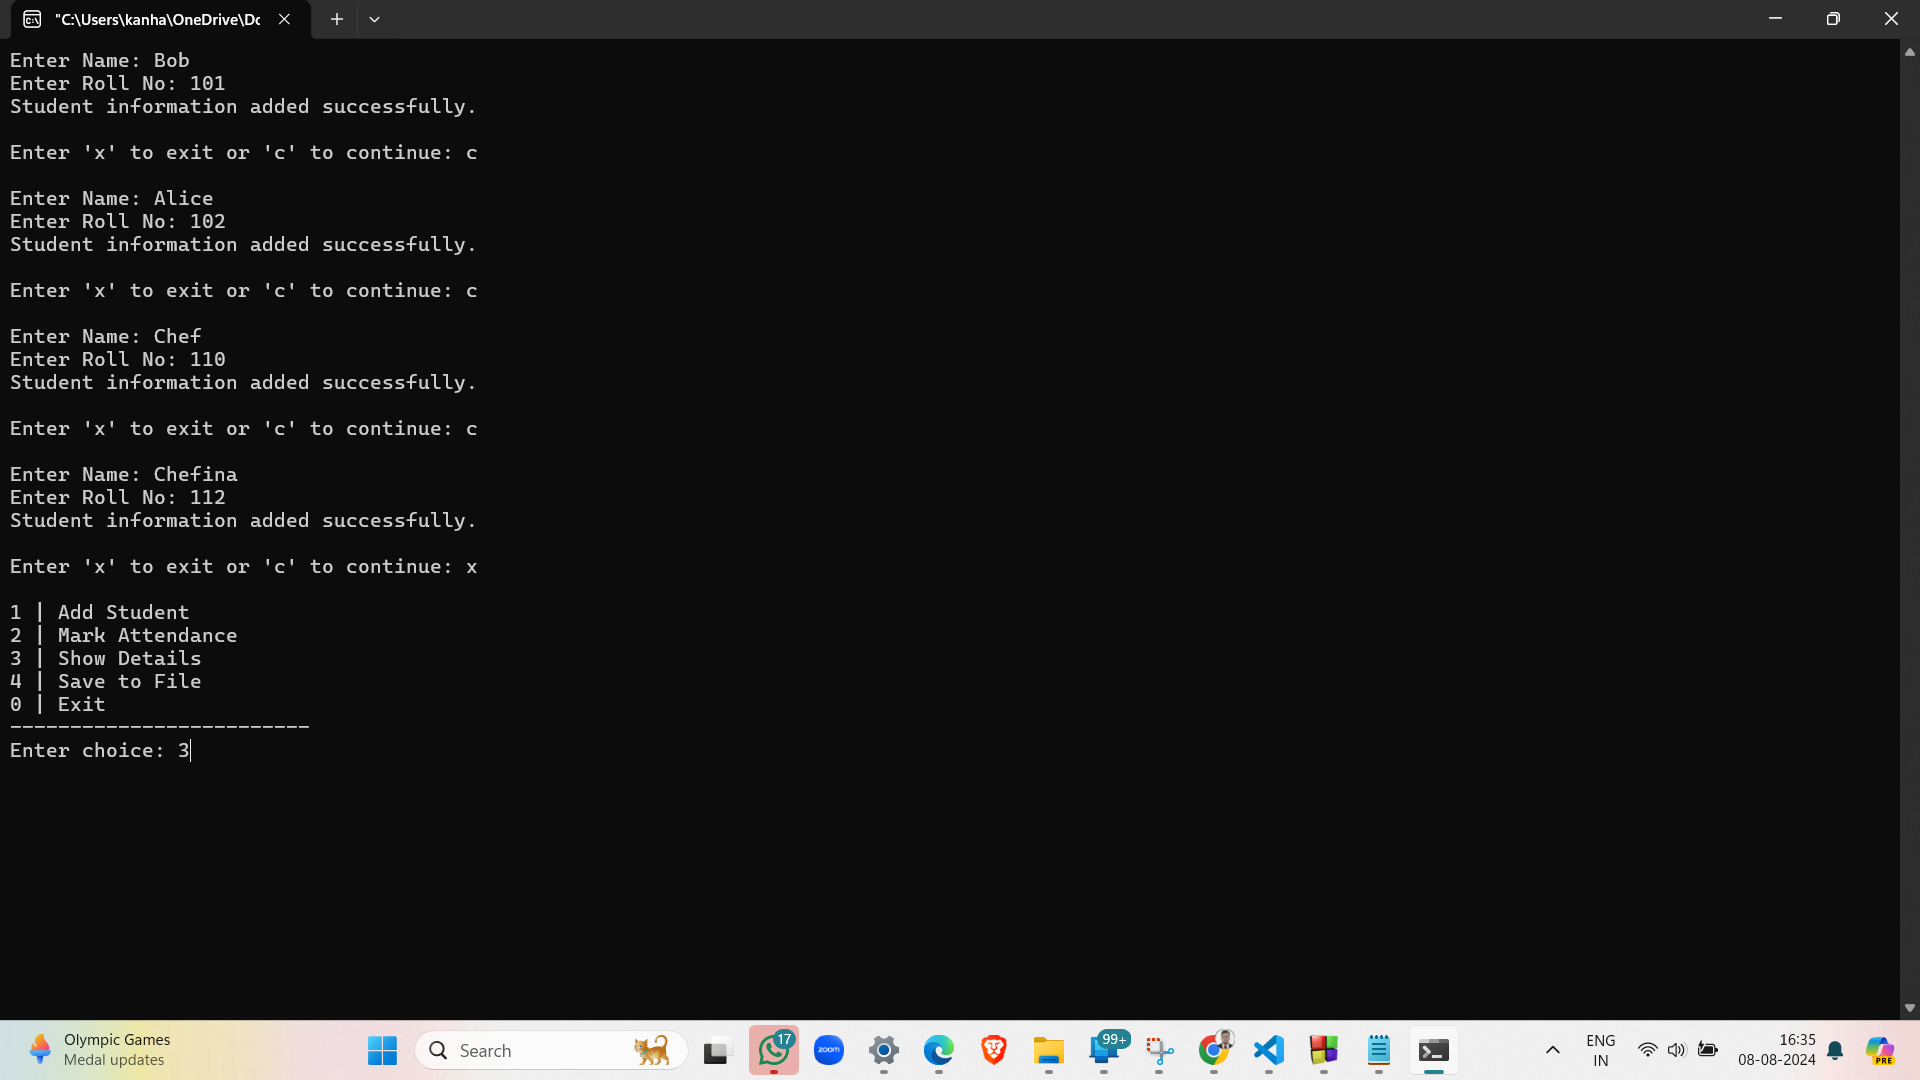 "C:\Users\kanha\OneDrive\Dc
Enter Name: Bob
Enter Roll No: 101
Student information added successfully.
Enter 'x' to exit or 'c' to continue: c
Enter Name: Alice
Enter Roll No: 102
Student information added successfully.
Enter 'x' to exit or 'c' to continue: c
Enter Name: Chef
Enter Roll No: 110
Student information added successfully.
Enter 'x' to exit or 'c' to continue: c
Enter Name: Chefina
Enter Roll No: 112
Student information added successfully.
Enter 'x' to exit or 'c' to continue: x
1 | Add Student
2 | Mark Attendance
3 | Show Details
4 | Save to File
0 | Exit
-------------------------
Enter choice: 3
Olympic Games
Medal updates
Search
17
zoom
99+
ENG
IN
16:35
08-08-2024
PRE